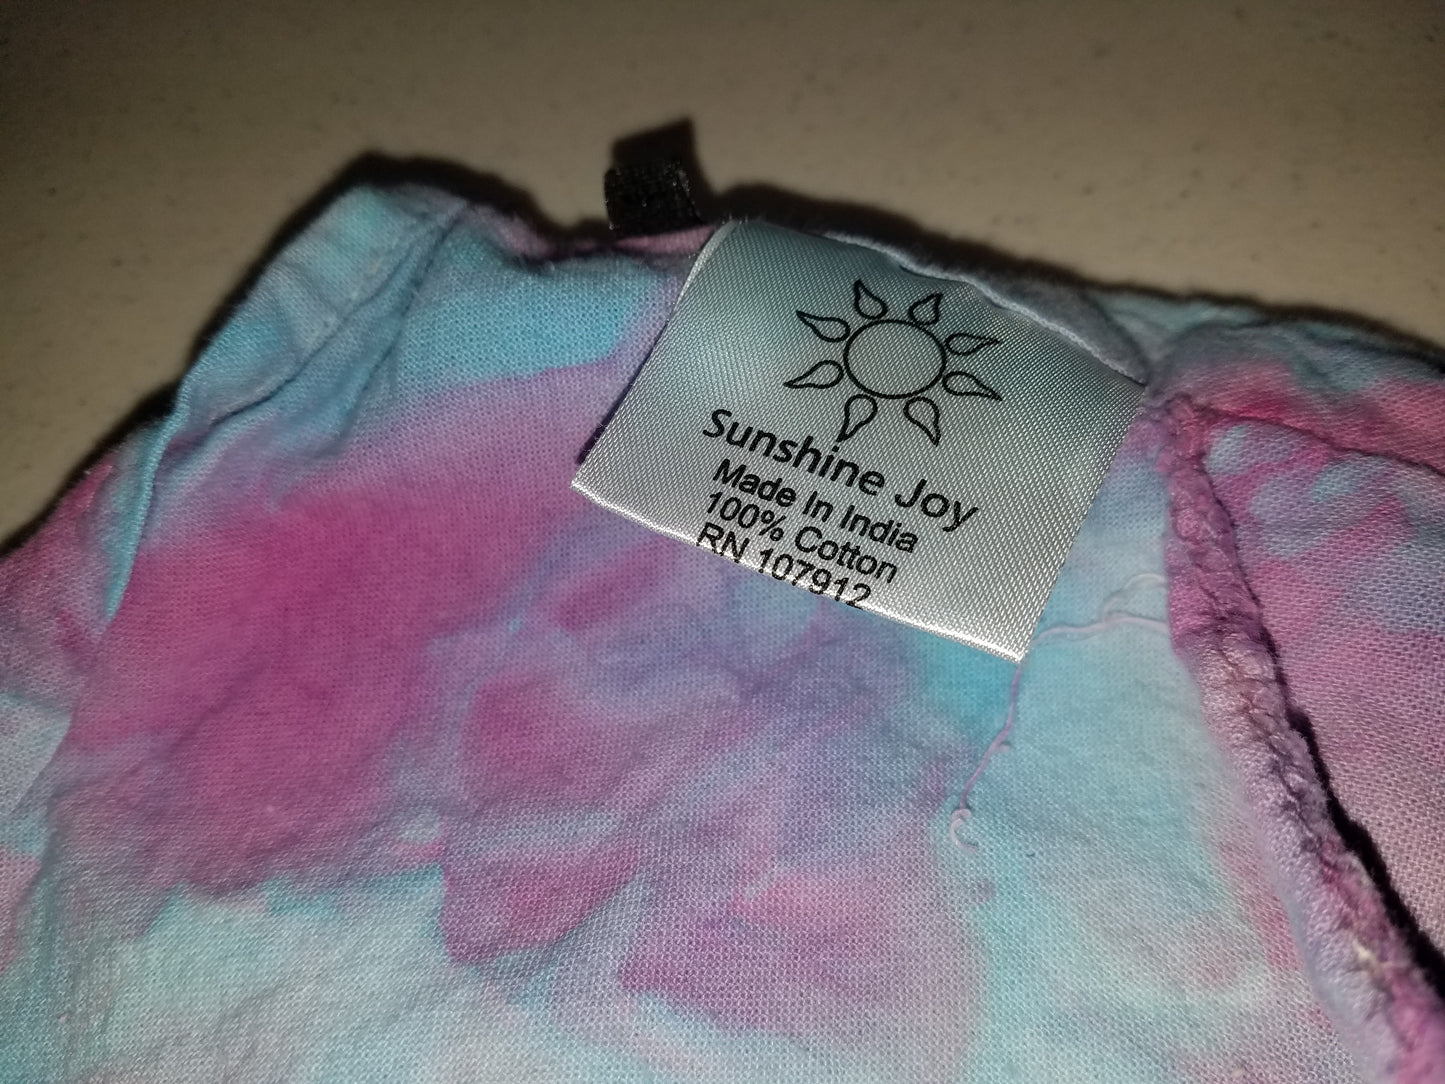 Sunshine Joy
Made In India
100% Cotton
RN 107912